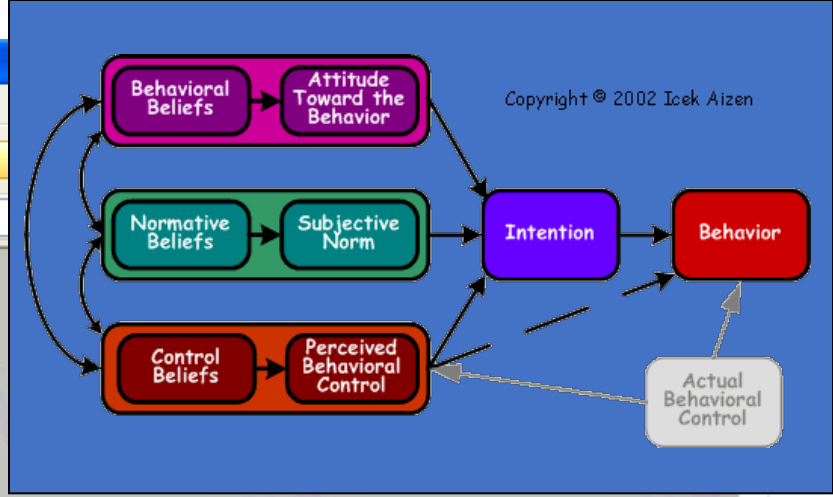 Behavioral
Beliefs
Attitude
Toward the
Behavior
Copyright © 2002 Icek Aizen
Normative
Beliefs
Subjective
Norm
Intention
Behavior
Control
Beliefs
Perceived
Behavioral
Control
Actual
Behavioral
Control